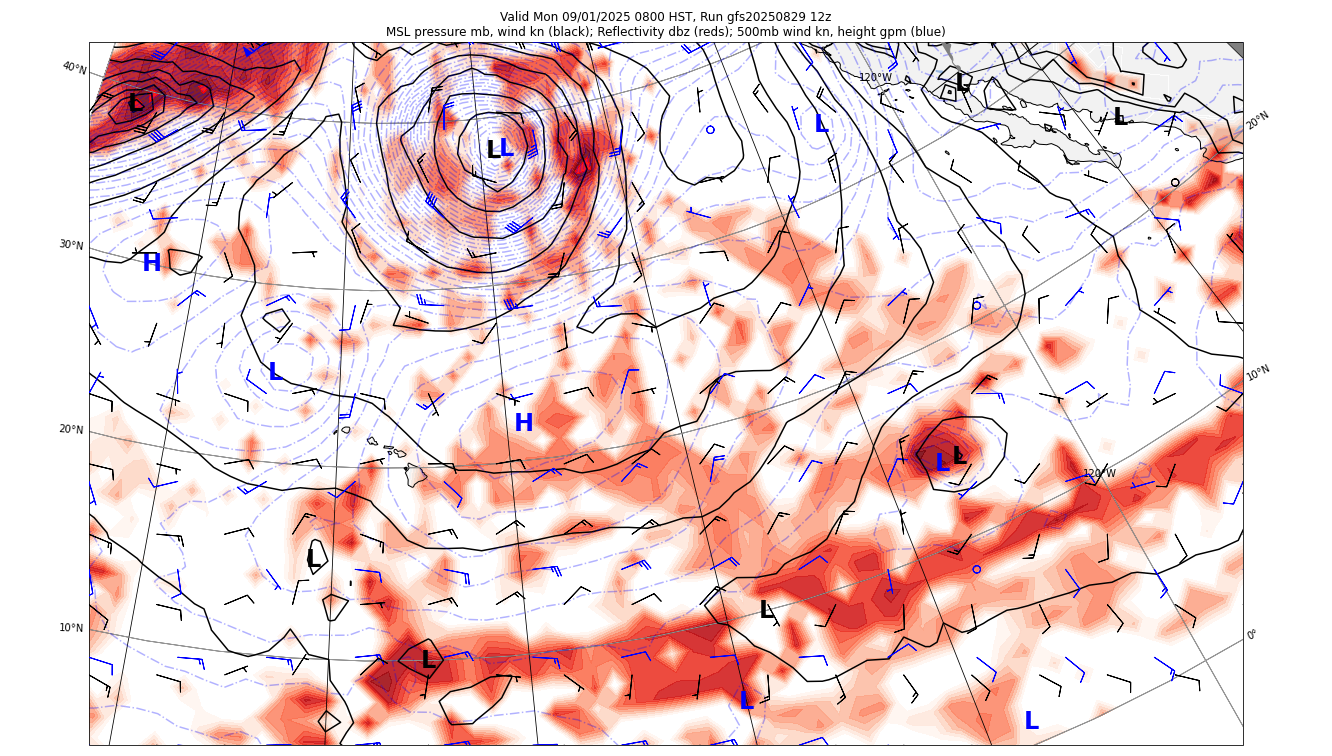 Valid Mon 09/01/2025 0800 HST, Run gfs20250829 12z
MSL pressure mb, wind kn (black); Reflectivity dbz (reds); 500mb wind kn, height gpm (blue)
40°N
120°W
L
L
L
L
20°N
L L
30°N
H
L
10°N
H
20°N
L L
120°W
L
L
10°N
0°
L
L
L